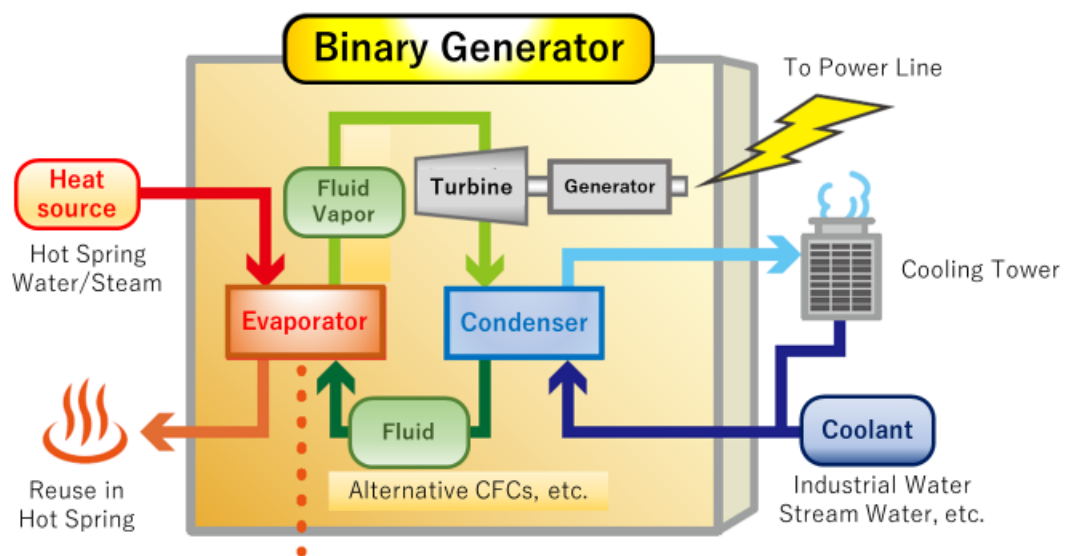 Binary Generator
To Power Line
Heat
source
Hot Spring
Water/Steam
Fluid
Vapor
Turbine
Generator
Cooling Tower
Evaporator
Condenser
Fluid
Coolant
Alternative CFCs, etc.
Industrial Water
Stream Water, etc.
Reuse in
Hot Spring